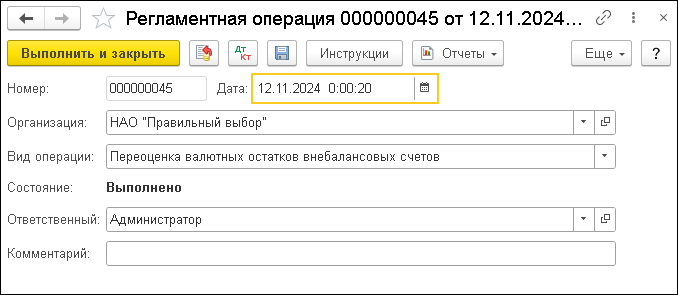 Регламентная операция 000000045 от 12.11.2024...
Выполнить и закрыть Дт Кт Инструкции Отчеты Еще ?
Номер: 000000045 Дата: 12.11.2024 0:00:20
Организация: НАО "Правильный выбор"
Вид операции: Переоценка валютных остатков внебалансовых счетов
Состояние: Выполнено
Ответственный: Администратор
Комментарий: